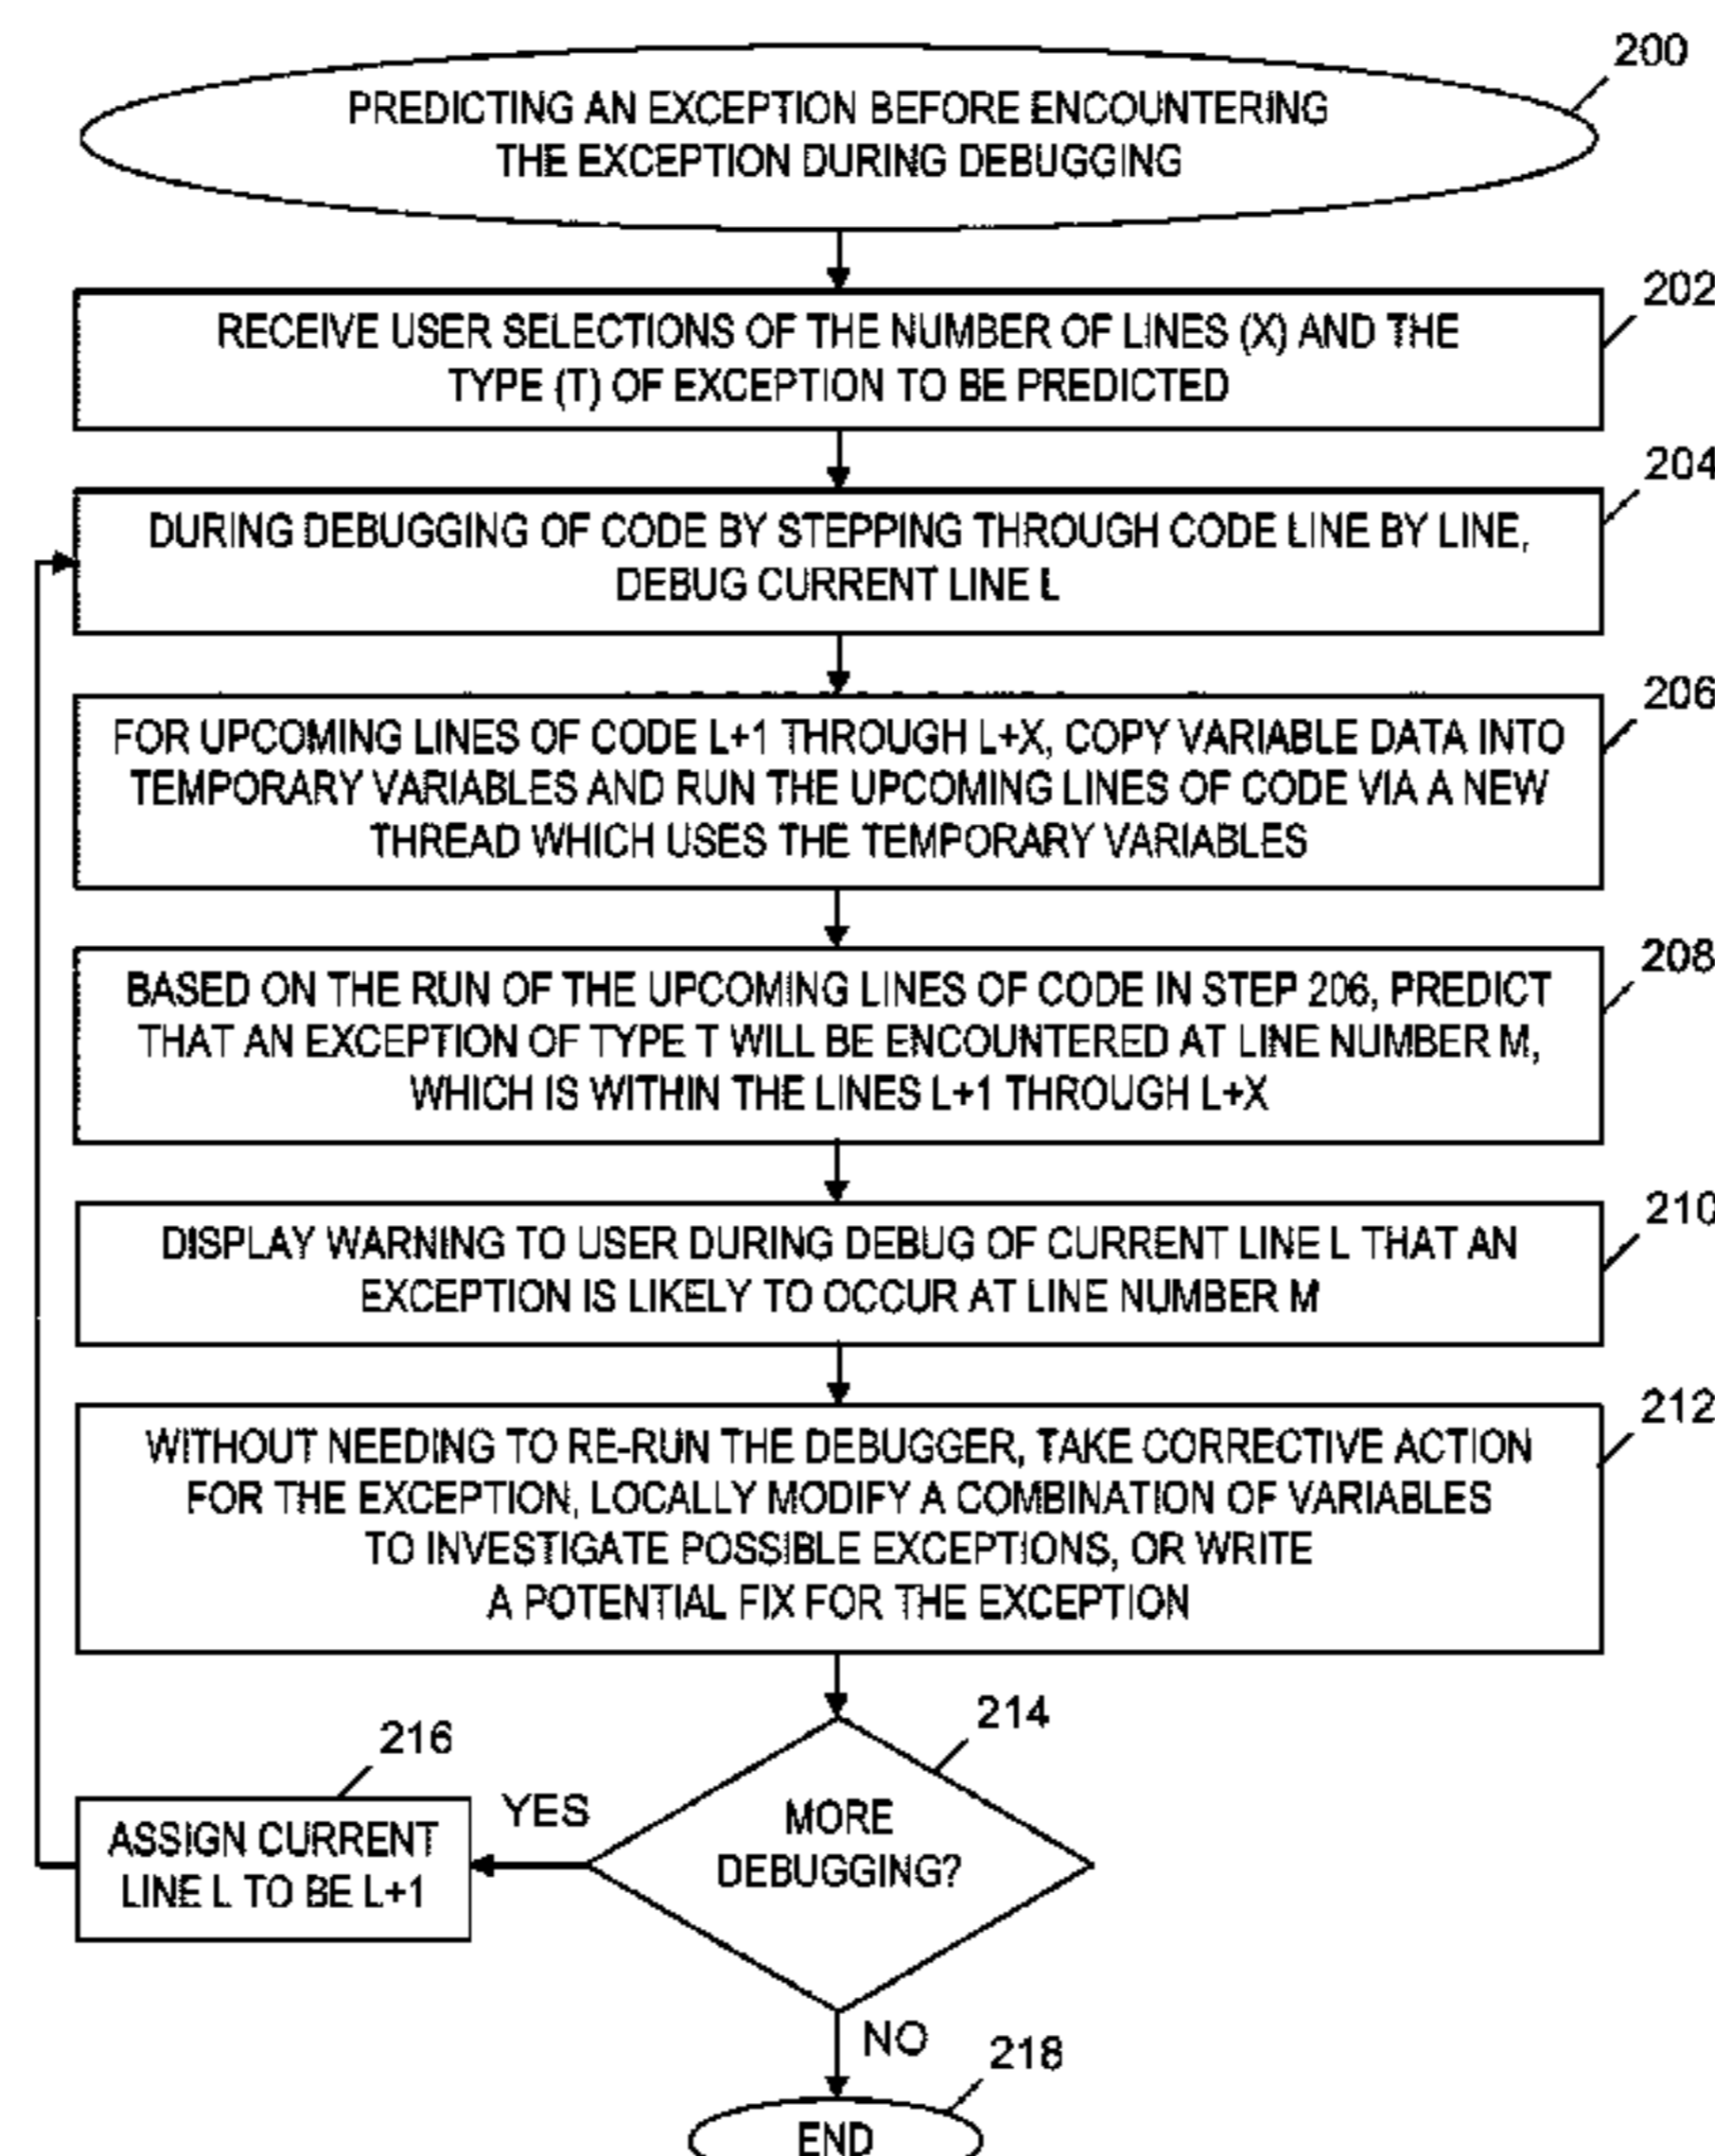 200
PREDICTING AN EXCEPTION BEFORE ENCOUNTERING
THE EXCEPTION DURING DEBUGGING
202
RECEIVE USER SELECTIONS OF THE NUMBER OF LINES (X) AND THE
TYPE (T) OF EXCEPTION TO BE PREDICTED
204
DURING DEBUGGING OF CODE BY STEPPING THROUGH CODE LINE BY LINE,
DEBUG CURRENT LINE L
206
FOR UPCOMING LINES OF CODE L+1 THROUGH L+X, COPY VARIABLE DATA INTO
TEMPORARY VARIABLES AND RUN THE UPCOMING LINES OF CODE VIA A NEW
THREAD WHICH USES THE TEMPORARY VARIABLES
208
BASED ON THE RUN OF THE UPCOMING LINES OF CODE IN STEP 206, PREDICT
THAT AN EXCEPTION OF TYPE T WILL BE ENCOUNTERED AT LINE NUMBER M,
WHICH IS WITHIN THE LINES L+1 THROUGH L+X
210
DISPLAY WARNING TO USER DURING DEBUG OF CURRENT LINE L THAT AN
EXCEPTION IS LIKELY TO OCCUR AT LINE NUMBER M
212
WITHOUT NEEDING TO RE-RUN THE DEBUGGER, TAKE CORRECTIVE ACTION
FOR THE EXCEPTION, LOCALLY MODIFY A COMBINATION OF VARIABLES
TO INVESTIGATE POSSIBLE EXCEPTIONS, OR WRITE
A POTENTIAL FIX FOR THE EXCEPTION
214
MORE
DEBUGGING?
YES
216
ASSIGN CURRENT
LINE L TO BE L+1
NO
218
END